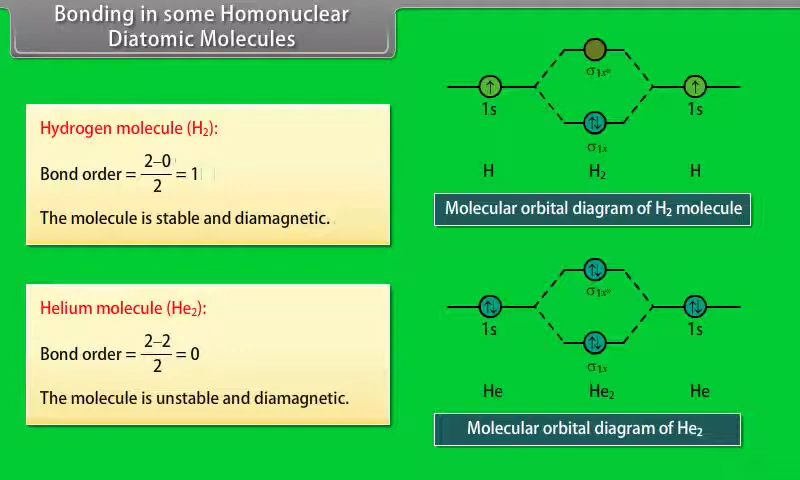 Bonding in some Homonuclear
Diatomic Molecules
Hydrogen molecule (H₂):
Bond order = 2–0/2 = 1
The molecule is stable and diamagnetic.
σ1s*
1s
1s
σ1s
H
H₂
H
Molecular orbital diagram of H₂ molecule
Helium molecule (He₂):
Bond order = 2–2/2 = 0
The molecule is unstable and diamagnetic.
σ1s*
1s
1s
σ1s
He
He₂
He
Molecular orbital diagram of He₂